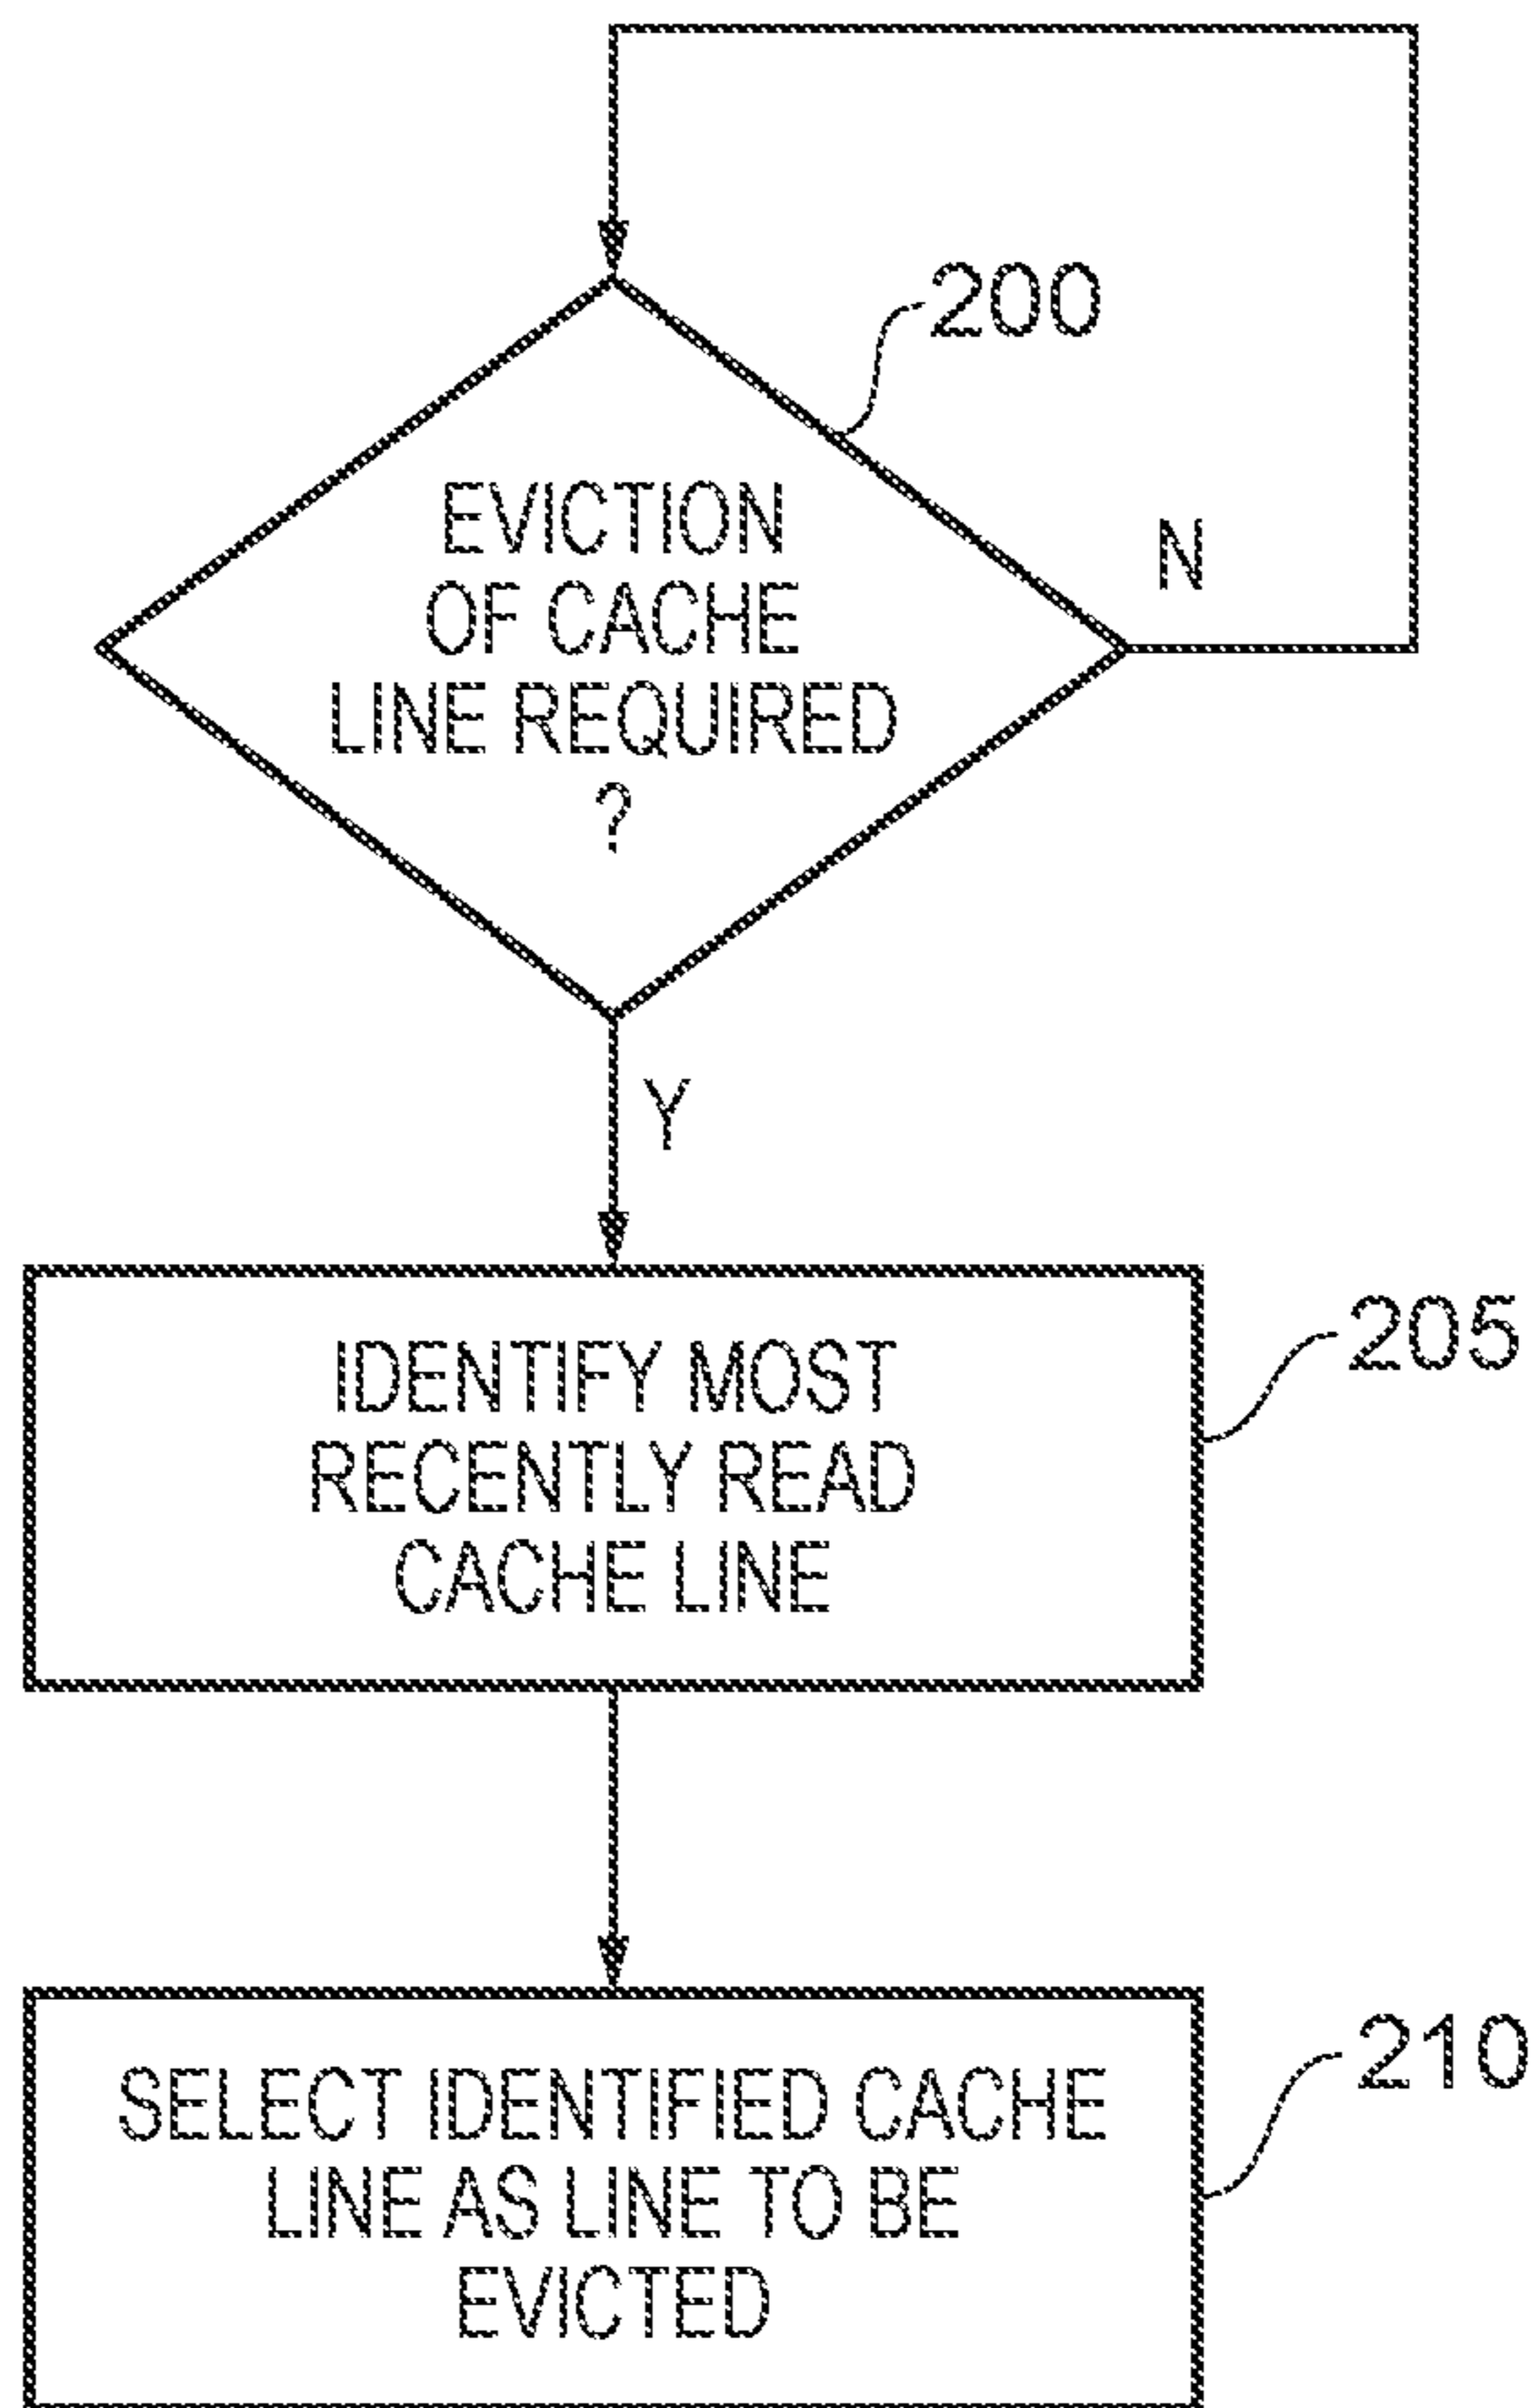 200
EVICTION
OF CACHE
LINE REQUIRED
?
N
Y
IDENTIFY MOST
RECENTLY READ
CACHE LINE
205
SELECT IDENTIFIED CACHE
LINE AS LINE TO BE
EVICTED
210